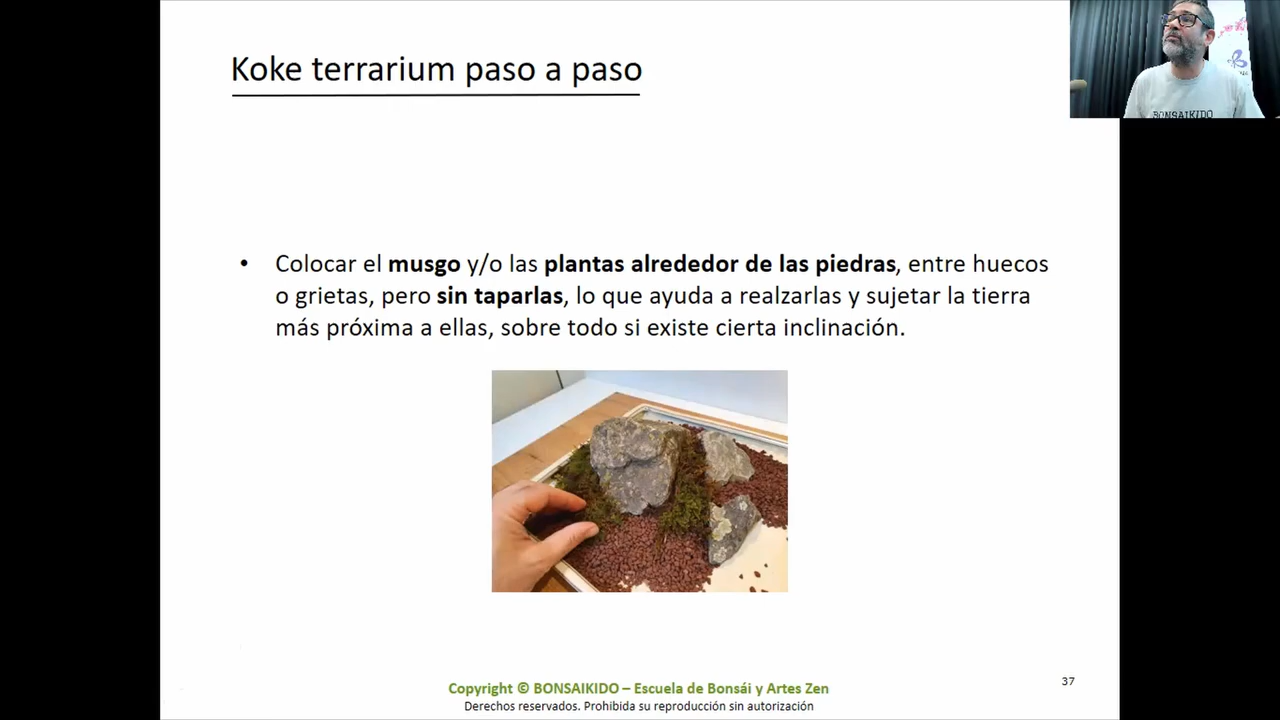 Koke terrarium paso a paso
BONSAIKIDO
• Colocar el musgo y/o las plantas alrededor de las piedras, entre huecos
o grietas, pero sin taparlas, lo que ayuda a realzarlas y sujetar la tierra
más próxima a ellas, sobre todo si existe cierta inclinación.
37
Copyright © BONSAIKIDO – Escuela de Bonsái y Artes Zen
Derechos reservados. Prohibida su reproducción sin autorización